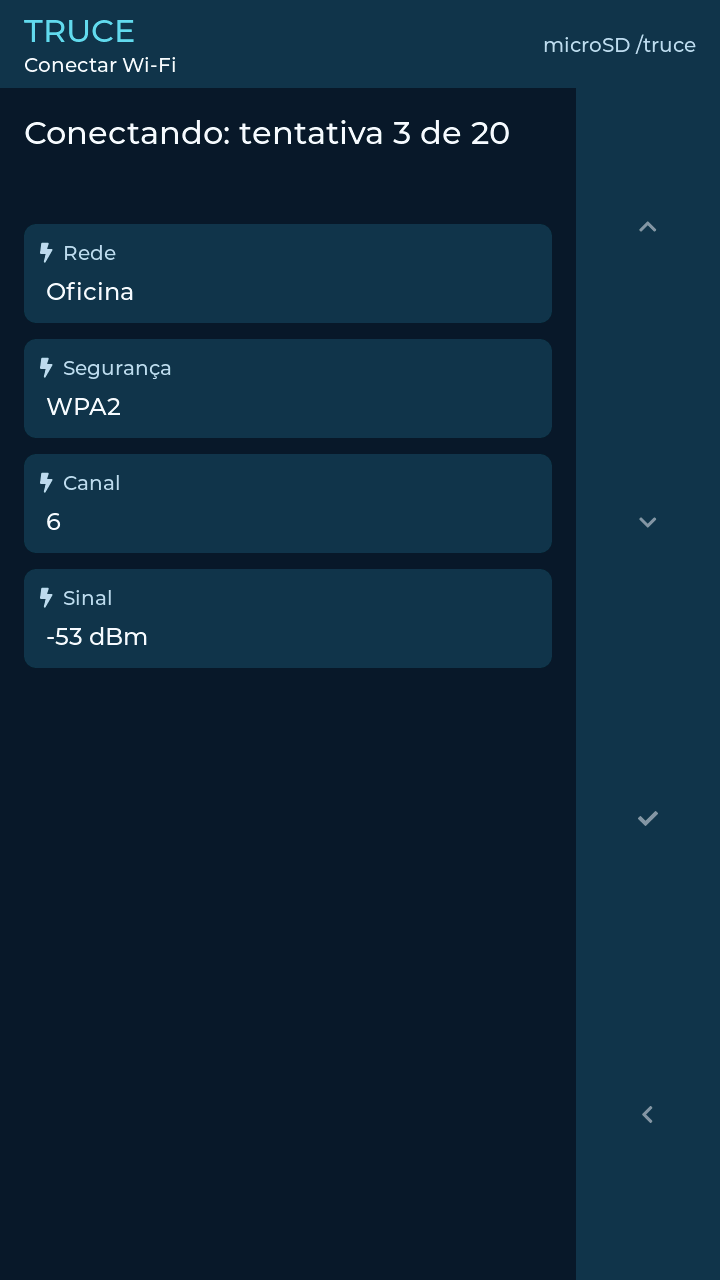 TRUCE
Conectar Wi-Fi
microSD /truce
Conectando: tentativa 3 de 20
Rede
Oficina
Segurança
WPA2
Canal
6
Sinal
-53 dBm